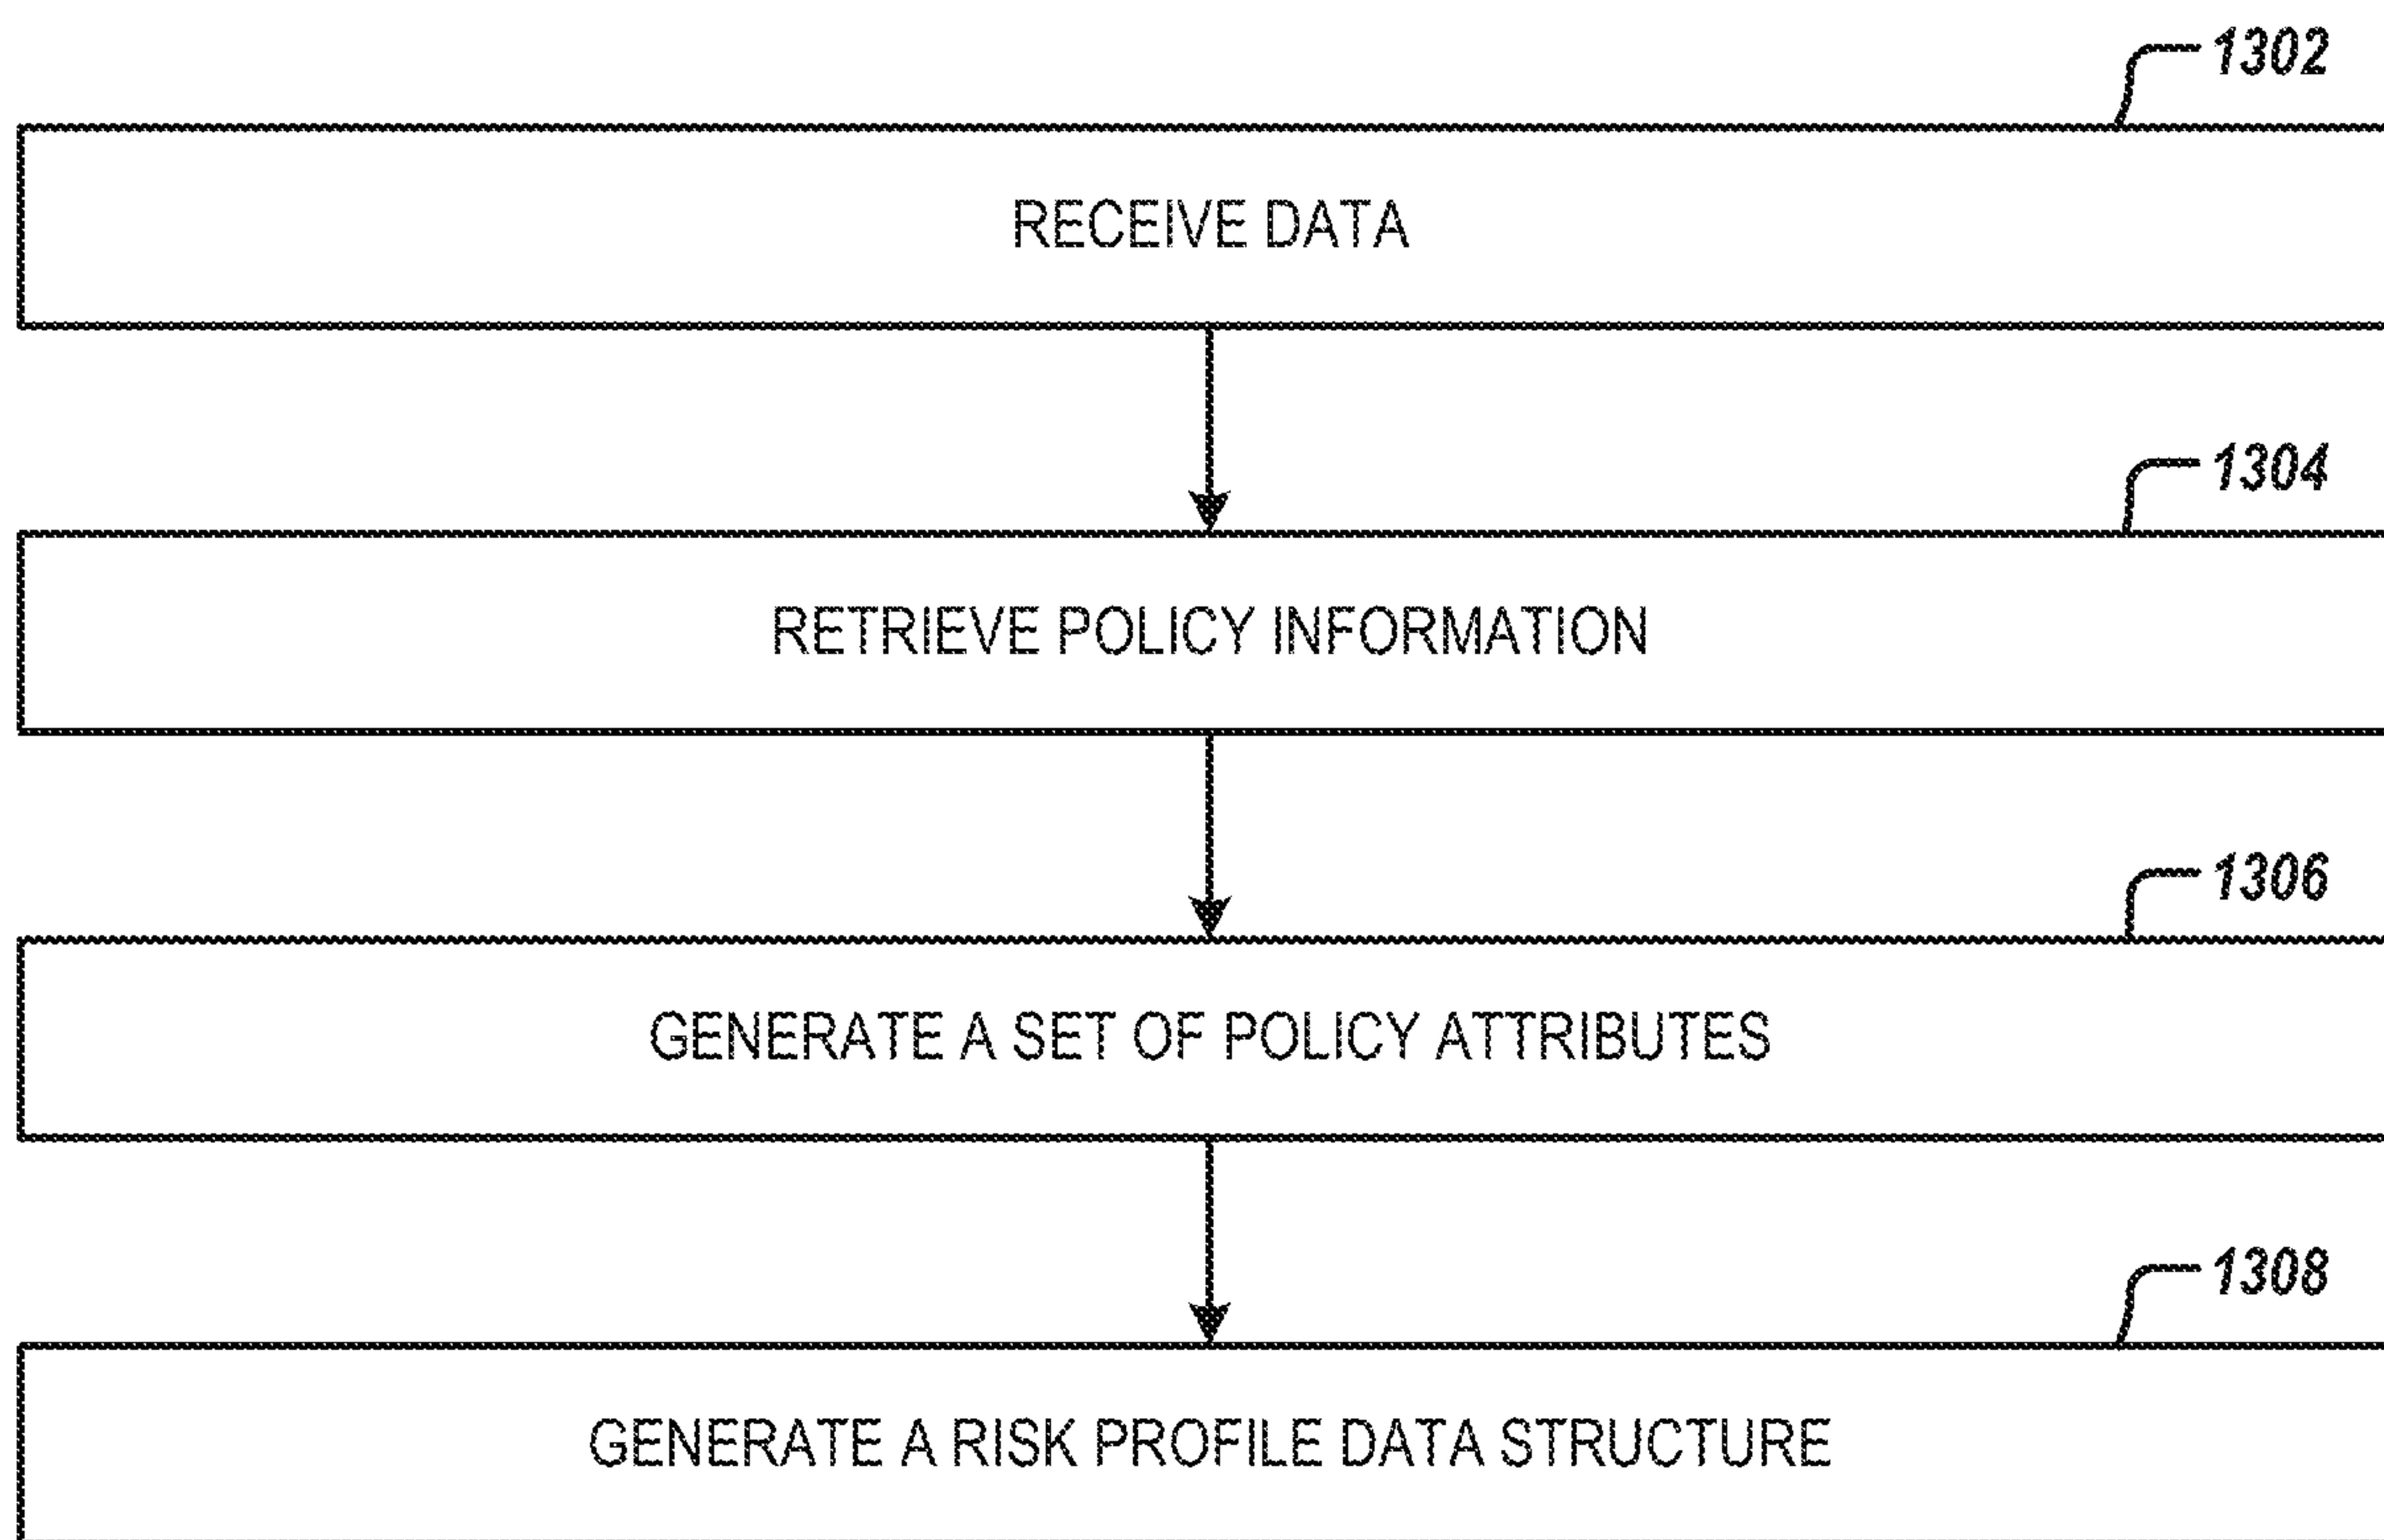 1302
RECEIVE DATA
1304
RETRIEVE POLICY INFORMATION
1306
GENERATE A SET OF POLICY ATTRIBUTES
1308
GENERATE A RISK PROFILE DATA STRUCTURE